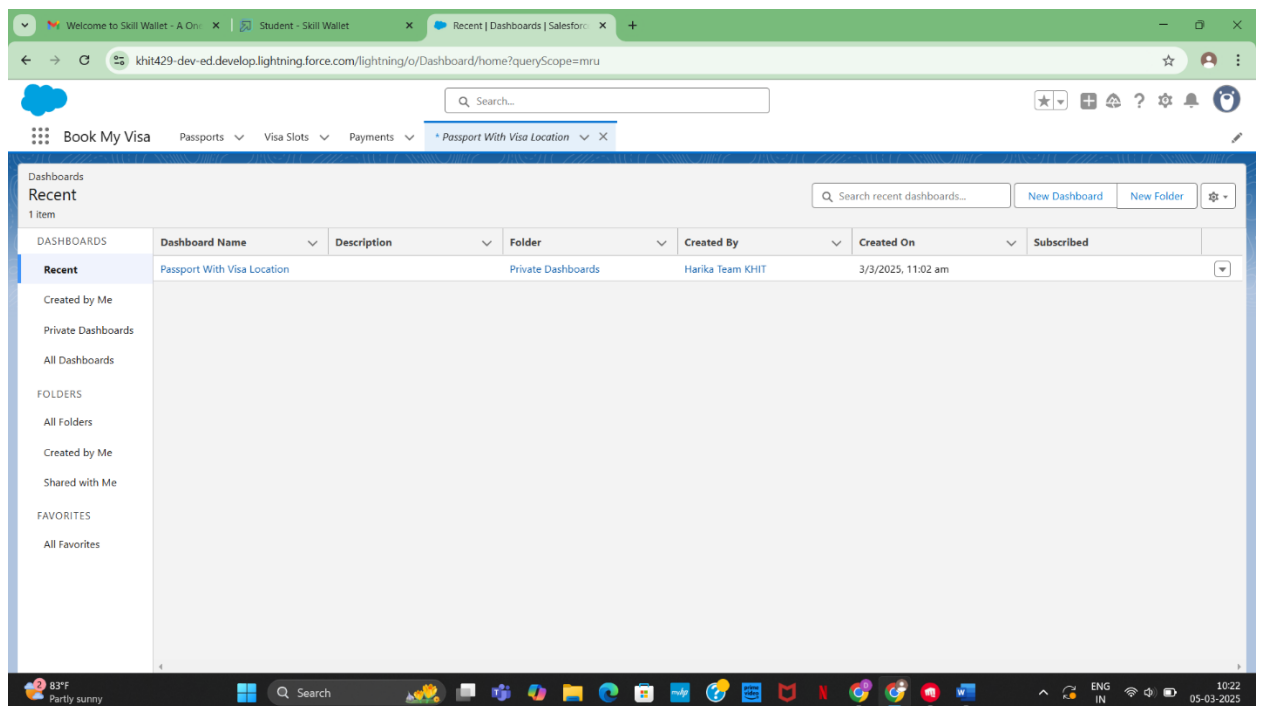 Welcome to Skill Wallet - A One
Student - Skill Wallet
Recent | Dashboards | Salesforc
khit429-dev-ed.develop.lightning.force.com/lightning/o/Dashboard/home?queryScope=mru
Search...
Book My Visa Passports Visa Slots Payments * Passport With Visa Location
Dashboards
Recent
1 item
Search recent dashboards...
New Dashboard
New Folder
DASHBOARDS
Dashboard Name Description Folder Created By Created On Subscribed
Recent
Passport With Visa Location Private Dashboards Harika Team KHIT 3/3/2025, 11:02 am
Created by Me
Private Dashboards
All Dashboards
FOLDERS
All Folders
Created by Me
Shared with Me
FAVORITES
All Favorites
2
83°F
Partly sunny
Search
prime video
N
W
ENG
IN
10:22
05-03-2025